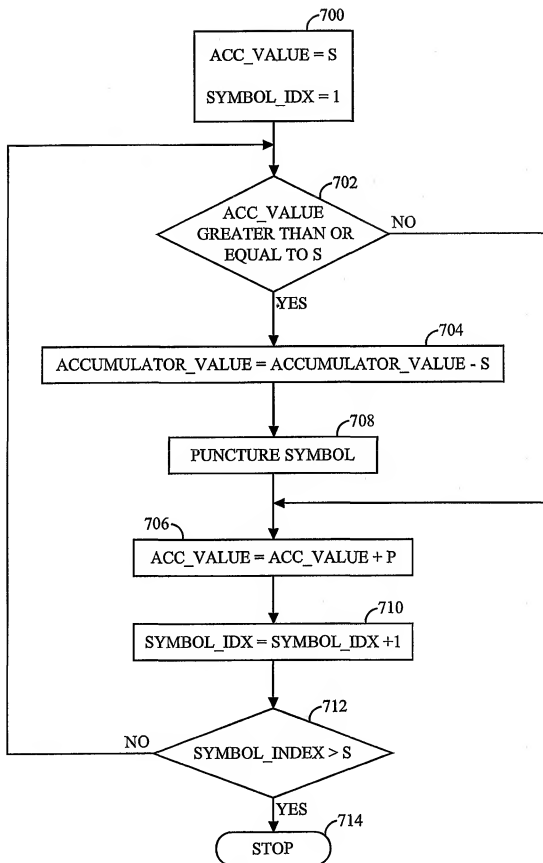 700
ACC_VALUE = S
SYMBOL_IDX = 1
702
ACC_VALUE
GREATER THAN OR
EQUAL TO S
NO
YES
704
ACCUMULATOR_VALUE = ACCUMULATOR_VALUE - S
708
PUNCTURE SYMBOL
706
ACC_VALUE = ACC_VALUE + P
710
SYMBOL_IDX = SYMBOL_IDX +1
712
NO
SYMBOL_INDEX > S
YES
714
STOP